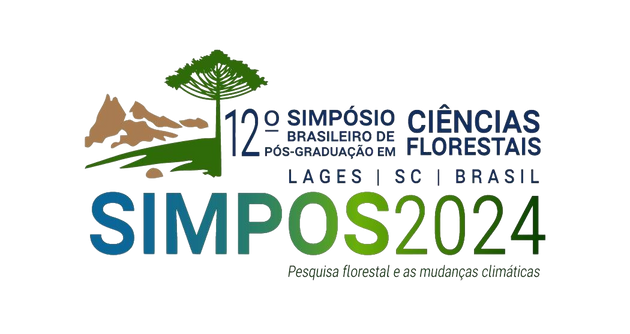 12º SIMPÓSIO
BRASILEIRO DE
PÓS-GRADUAÇÃO EM
CIÊNCIAS
FLORESTAIS
LAGES | SC | BRASIL
SIMPOS2024
Pesquisa florestal e as mudanças climáticas